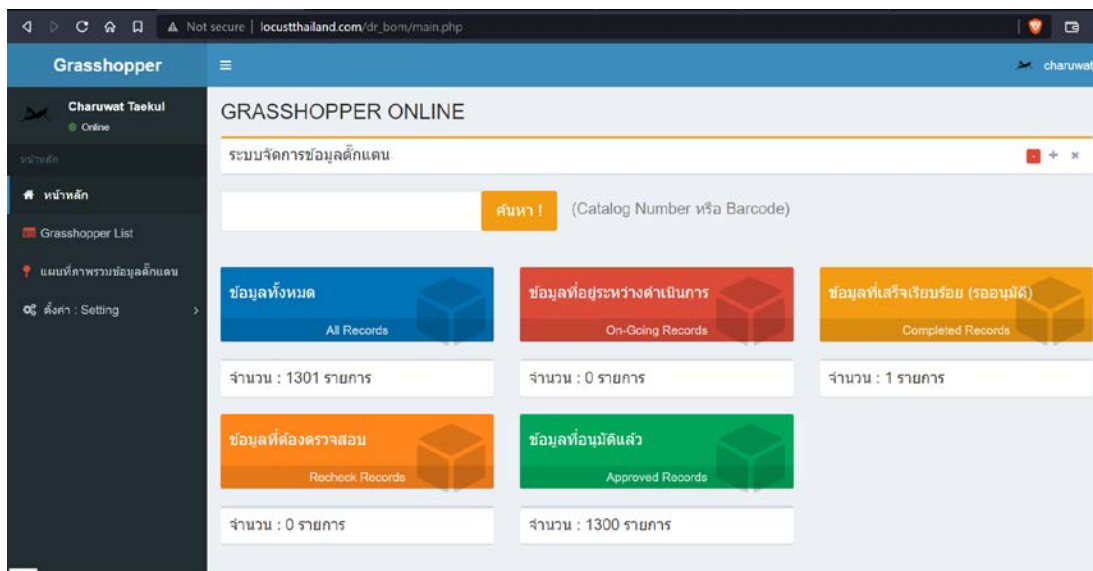 Not secure | locustthailand.com/dr_bom/main.php
Grasshopper
charuwat
Charuwat Taekul
Online
หน้าหลัก
หน้าหลัก
Grasshopper List
แผนที่ภาพรวมข้อมูลตั๊กแตน
ตั้งค่า : Setting
GRASSHOPPER ONLINE
ระบบจัดการข้อมูลตั๊กแตน
ค้นหา !
(Catalog Number หรือ Barcode)
ข้อมูลทั้งหมด
All Records
จำนวน : 1301 รายการ
ข้อมูลที่อยู่ระหว่างดำเนินการ
On-Going Records
จำนวน : 0 รายการ
ข้อมูลที่เสร็จเรียบร้อย (รออนุมัติ)
Completed Records
จำนวน : 1 รายการ
ข้อมูลที่ต้องตรวจสอบ
Recheck Records
จำนวน : 0 รายการ
ข้อมูลที่อนุมัติแล้ว
Approved Records
จำนวน : 1300 รายการ